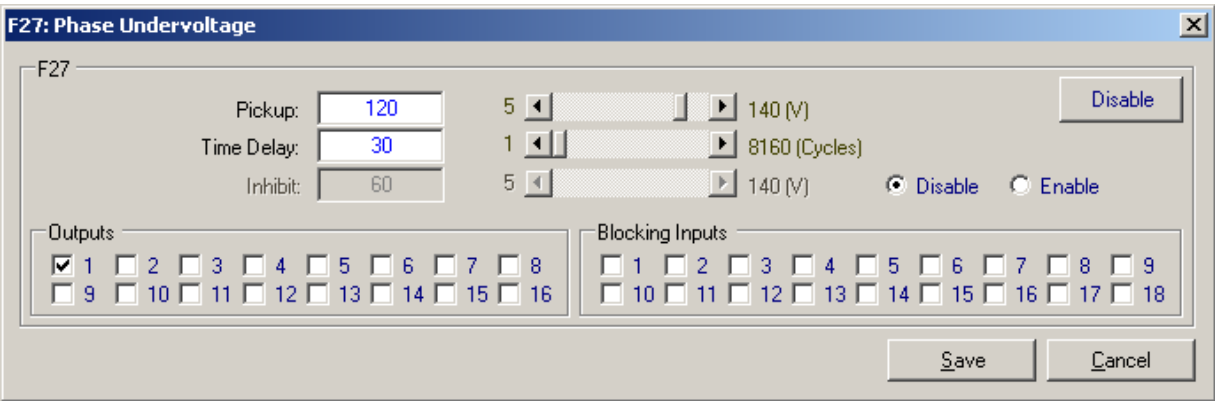 F27: Phase Undervoltage
F27
Pickup: 120 5 140 (V) Disable
Time Delay: 30 1 8160 (Cycles)
Inhibit: 60 5 140 (V) Disable Enable
Outputs
1 2 3 4 5 6 7 8
9 10 11 12 13 14 15 16
Blocking Inputs
1 2 3 4 5 6 7 8 9
10 11 12 13 14 15 16 17 18
Save Cancel